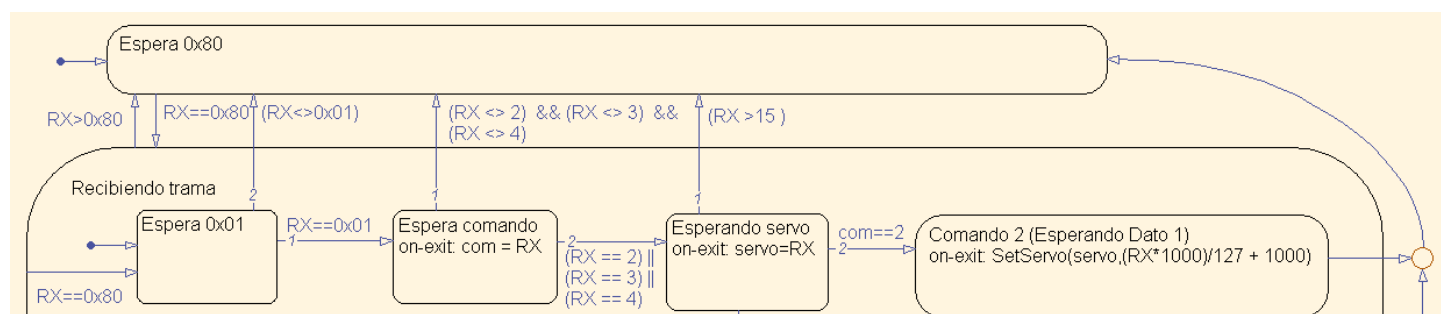 Espera 0x80
RX>0x80
RX==0x80
(RX<>0x01)
(RX <> 2) && (RX <> 3) &&
(RX <> 4)
(RX >15 )
Recibiendo trama
2
1
1
Espera 0x01
RX==0x01
1
Espera comando
on-exit: com = RX
2
(RX == 2) ||
(RX == 3) ||
(RX == 4)
Esperando servo
on-exit: servo=RX
com==2
2
Comando 2 (Esperando Dato 1)
on-exit: SetServo(servo,(RX*1000)/127 + 1000)
RX==0x80